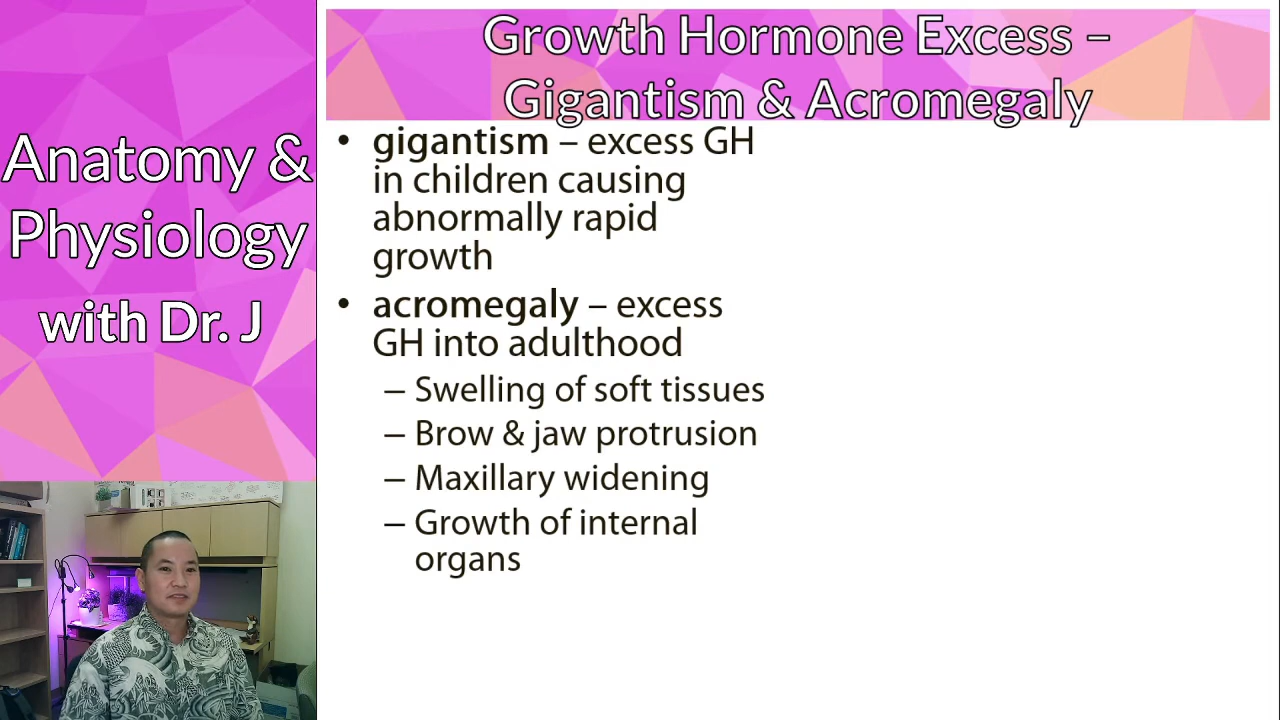 Anatomy &
Physiology
with Dr. J
Growth Hormone Excess –
Gigantism & Acromegaly
• gigantism – excess GH
in children causing
abnormally rapid
growth
• acromegaly – excess
GH into adulthood
– Swelling of soft tissues
– Brow & jaw protrusion
– Maxillary widening
– Growth of internal
organs